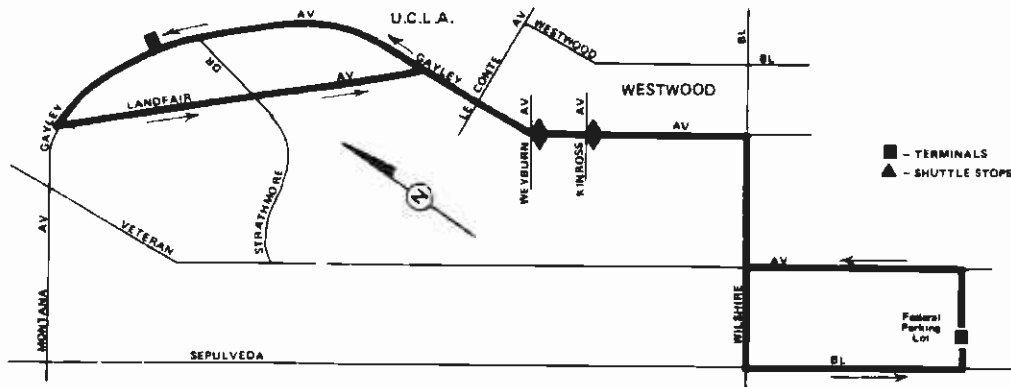 AV
U.C.L.A.
AV
WESTWOOD
BL
BL
DR
GAYLEY
LE CONTE
AV
LANDFAIR
GAYLEY
WESTWOOD
AV
AV
AV
WEYBURN
KINROSS
- TERMINALS
- SHUTTLE STOPS
N
STRATHMORE
VETERAN
AV
MONTANA
AV
WILSHIRE
Federal
Parking
Lot
SEPULVEDA
BL